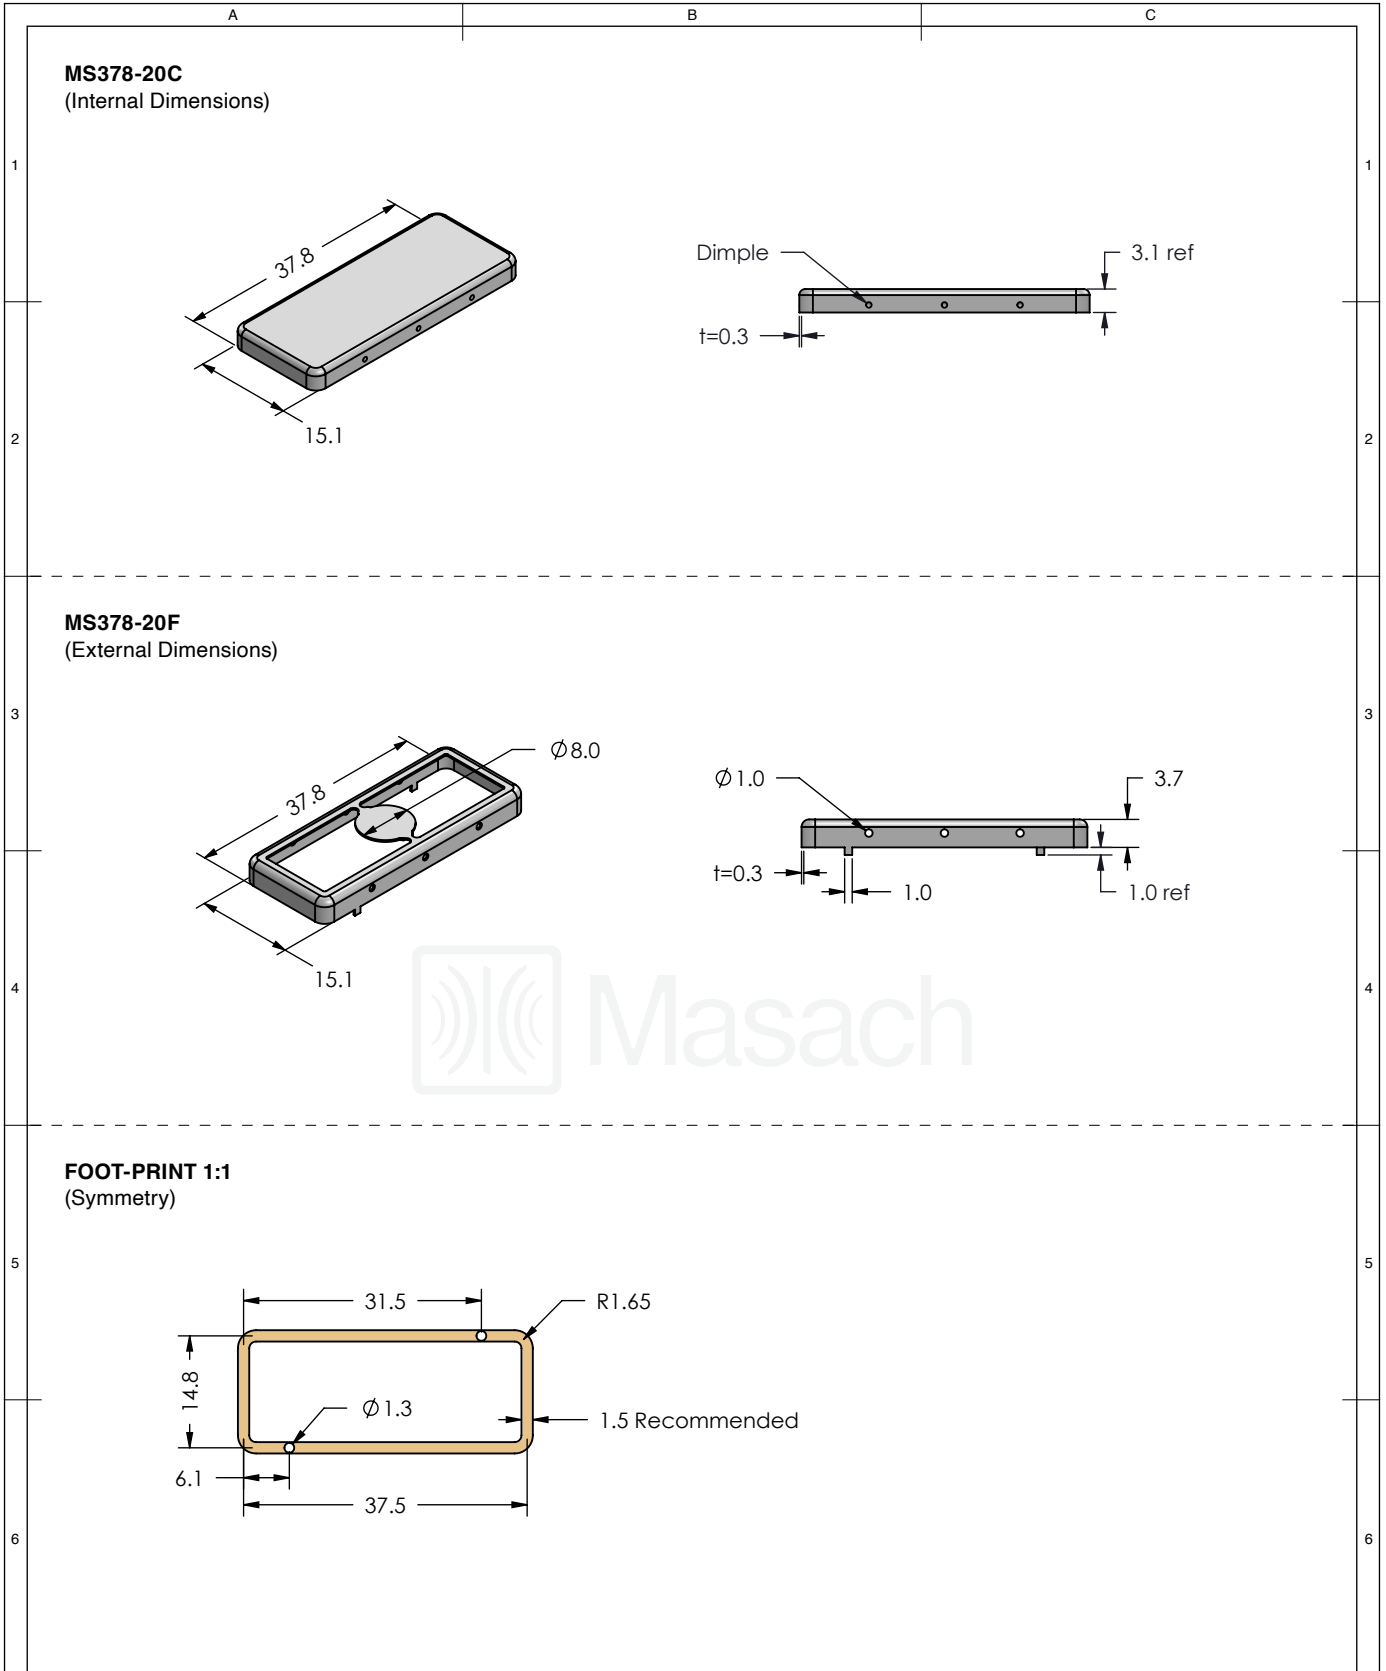 A B C
MS378-20C
(Internal Dimensions)
1 1
37.8
Dimple
3.1 ref
t=0.3
15.1
2 2
MS378-20F
(External Dimensions)
3 3
Ø8.0
37.8
Ø1.0
3.7
t=0.3
1.0
1.0 ref
15.1
4 4
Masach
FOOT-PRINT 1:1
(Symmetry)
5 5
31.5
R1.65
14.8
Ø1.3
1.5 Recommended
6.1
37.5
6 6